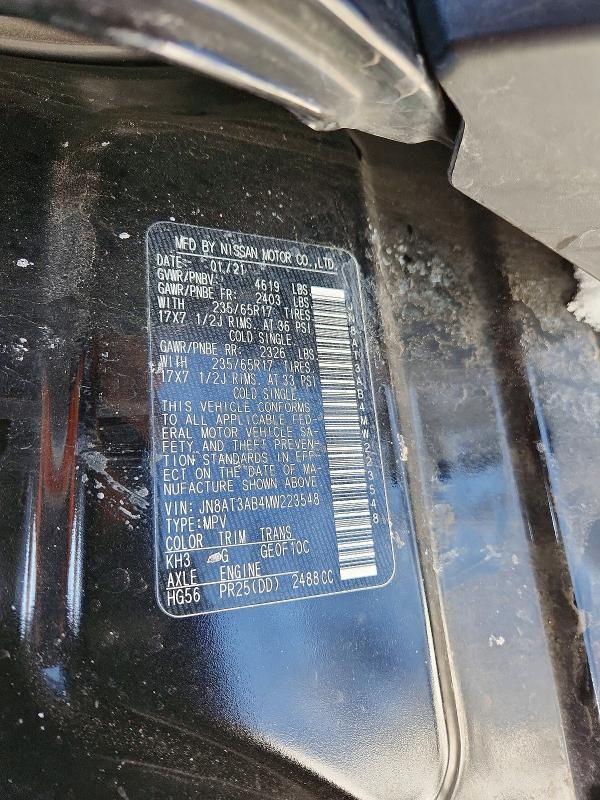 MFD BY NISSAN MOTOR CO.,LTD.
DATE: 01/21
GVWR/PNBV: 4619 LBS
GAWR/PNBE FR: 2403 LBS
WITH 235/65R17 TIRES.
17X7 1/2J RIMS. AT 36 PSI
COLD SINGLE.
GAWR/PNBE RR: 2326 LBS
WITH 235/65R17 TIRES.
17X7 1/2J RIMS. AT 33 PSI
COLD SINGLE.
THIS VEHICLE CONFORMS
TO ALL APPLICABLE FED-
ERAL MOTOR VEHICLE SA-
FETY AND THEFT PREVEN-
TION STANDARDS IN EFF-
ECT ON THE DATE OF MA-
NUFACTURE SHOWN ABOVE.
VIN: JN8AT3AB4MW223548
TYPE:MPV
COLOR TRIM TRANS
KH3 G GE0F10C
AXLE ENGINE
HG56 PR25(DD) 2488CC
JN8AT3AB4MW223548